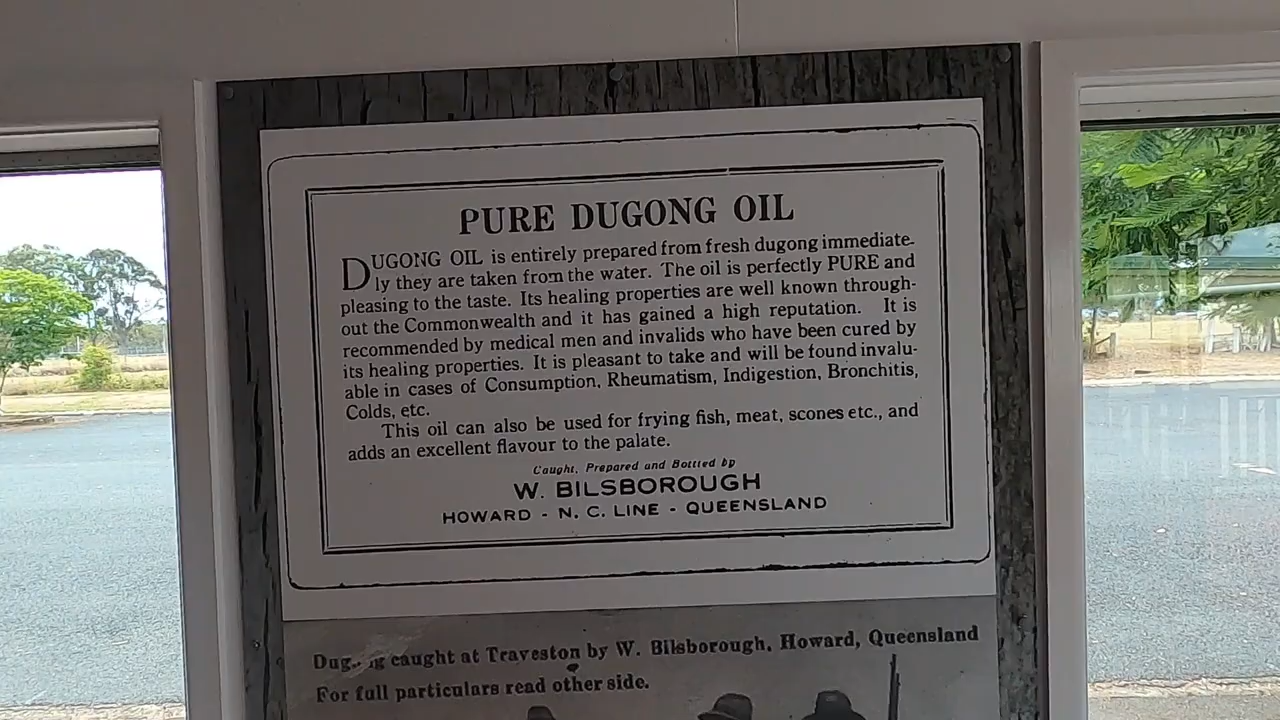 PURE DUGONG OIL
DUGONG OIL is entirely prepared from fresh dugong immediate-
ly they are taken from the water. The oil is perfectly PURE and
pleasing to the taste. Its healing properties are well known through-
out the Commonwealth and it has gained a high reputation. It is
recommended by medical men and invalids who have been cured by
its healing properties. It is pleasant to take and will be found invalu-
able in cases of Consumption, Rheumatism, Indigestion, Bronchitis,
Colds, etc.
This oil can also be used for frying fish, meat, scones etc., and
adds an excellent flavour to the palate.
Caught, Prepared and Bottled by
W. BILSBOROUGH
HOWARD - N. C. LINE - QUEENSLAND
caught at Traveston by W. Bilsborough, Howard, Queensland
For full particulars read other side.